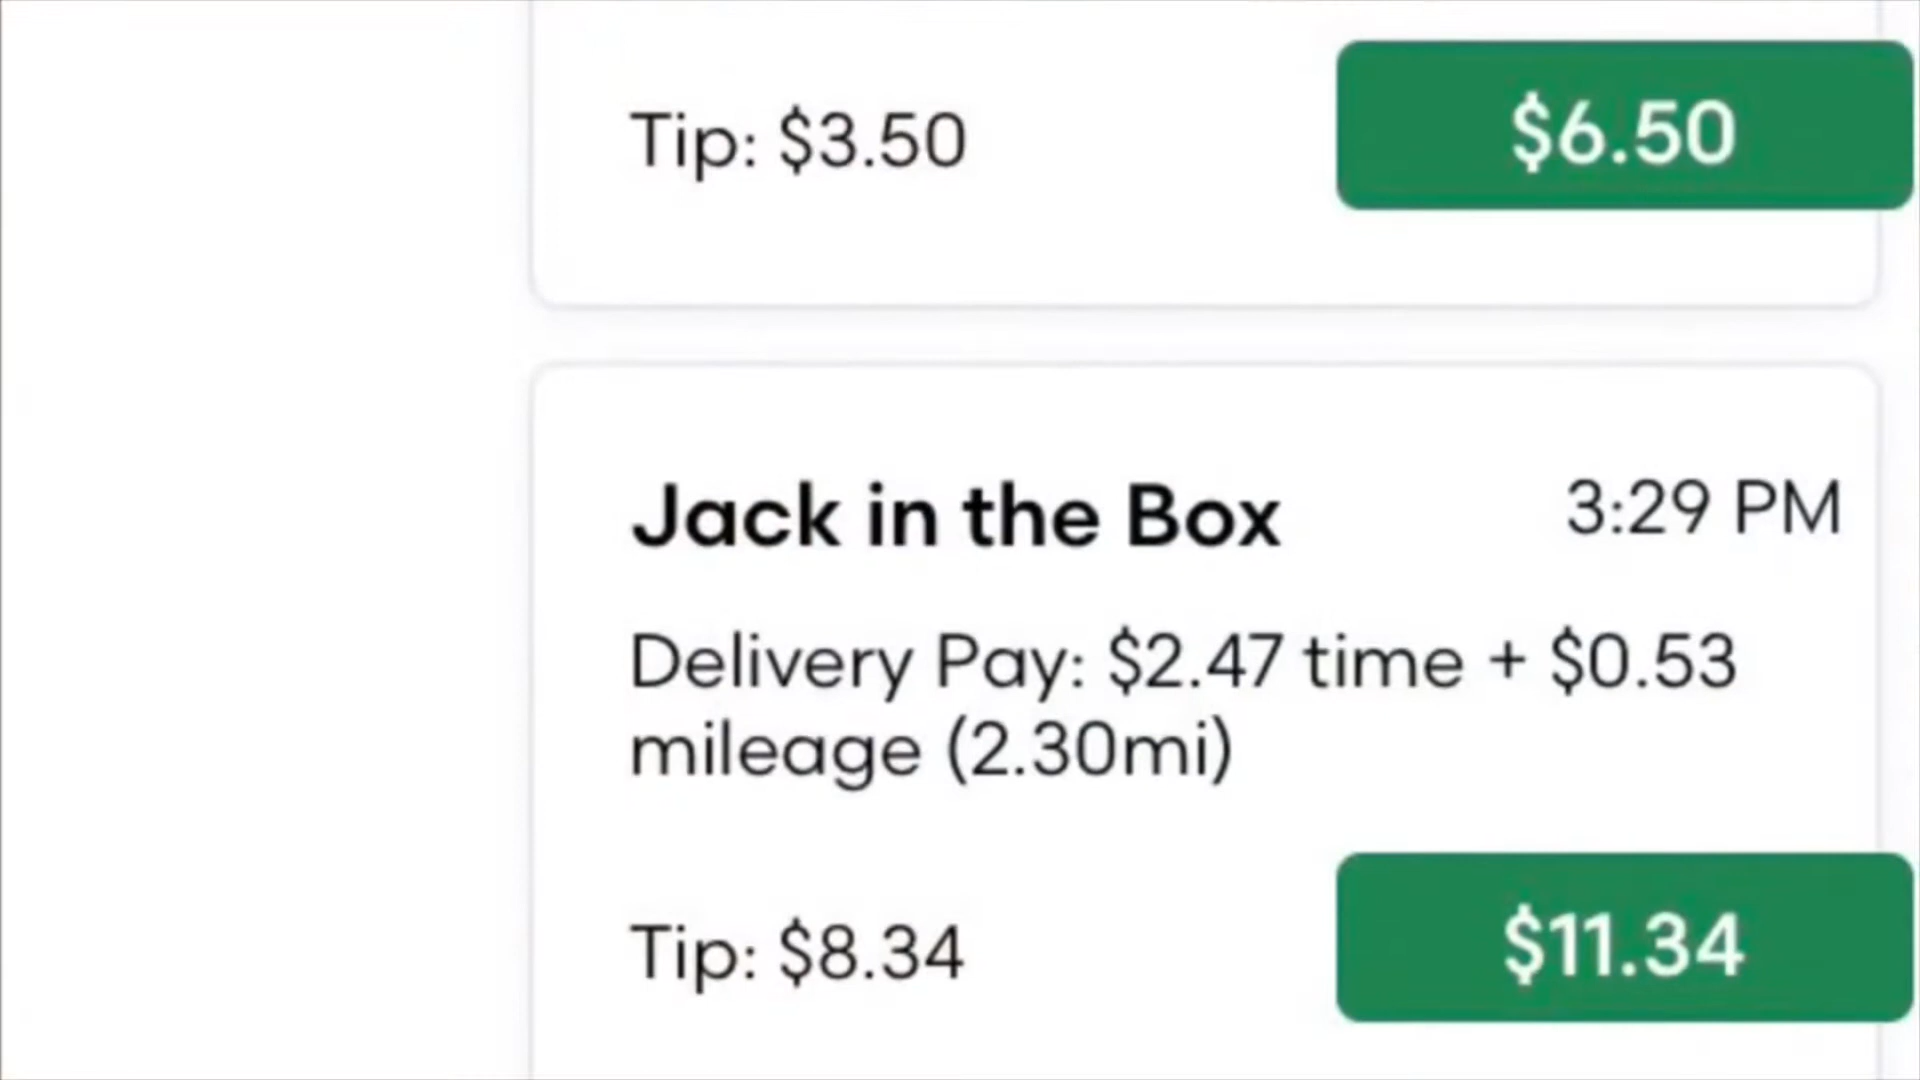 Tip: $3.50
$6.50
Jack in the Box
3:29 PM
Delivery Pay: $2.47 time + $0.53
mileage (2.30mi)
Tip: $8.34
$11.34